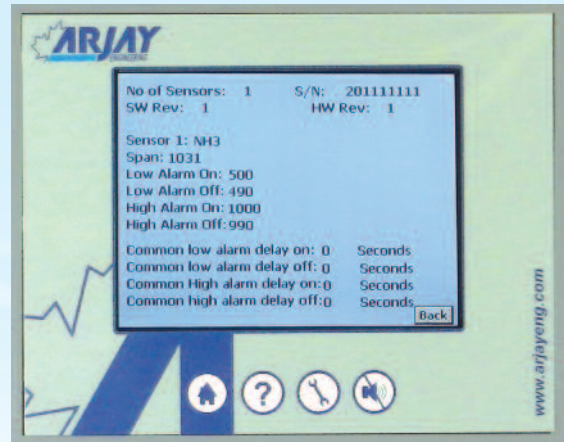 ARJAY
ENGINEERING
No of Sensors: 1 S/N: 201111111
SW Rev: 1 HW Rev: 1
Sensor 1: NH3
Span: 1031
Low Alarm On: 500
Low Alarm Off: 490
High Alarm On: 1000
High Alarm Off: 990
Common low alarm delay on: 0 Seconds
Common low alarm delay off: 0 Seconds
Common High alarm delay on: 0 Seconds
Common high alarm delay off: 0 Seconds
Back
?
www.arjayeng.com